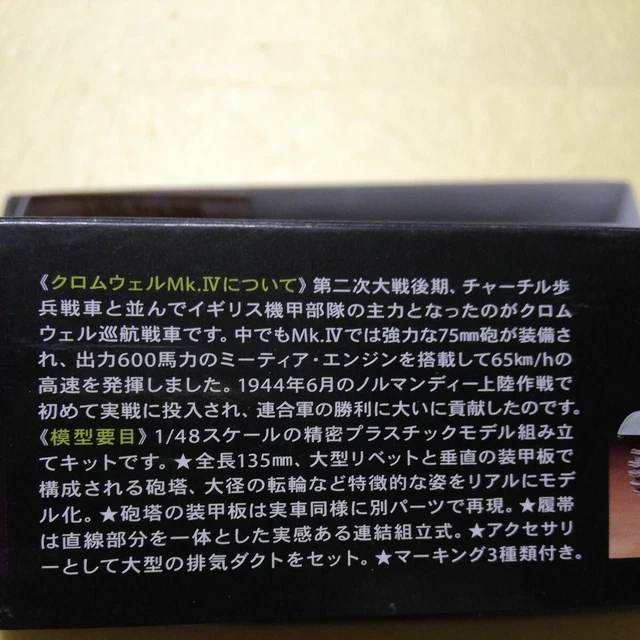 《クロムウェルMk.Ⅳについて》第二次大戦後期、チャーチル歩
兵戦車と並んでイギリス機甲部隊の主力となったのがクロム
ウェル巡航戦車です。中でもMk.Ⅳでは強力な75㎜砲が装備さ
れ、出力600馬力のミーティア・エンジンを搭載して65km/hの
高速を発揮しました。1944年6月のノルマンディー上陸作戦で
初めて実戦に投入され、連合軍の勝利に大いに貢献したのです。
《模型要目》1/48スケールの精密プラスチックモデル組み立
てキットです。★全長135㎜、大型リベットと垂直の装甲板で
構成される砲塔、大径の転輪など特徴的な姿をリアルにモデ
ル化。★砲塔の装甲板は実車同様に別パーツで再現。★履帯
は直線部分を一体とした実感ある連結組立式。★アクセサリ
ーとして大型の排気ダクトをセット。★マーキング3種類付き。